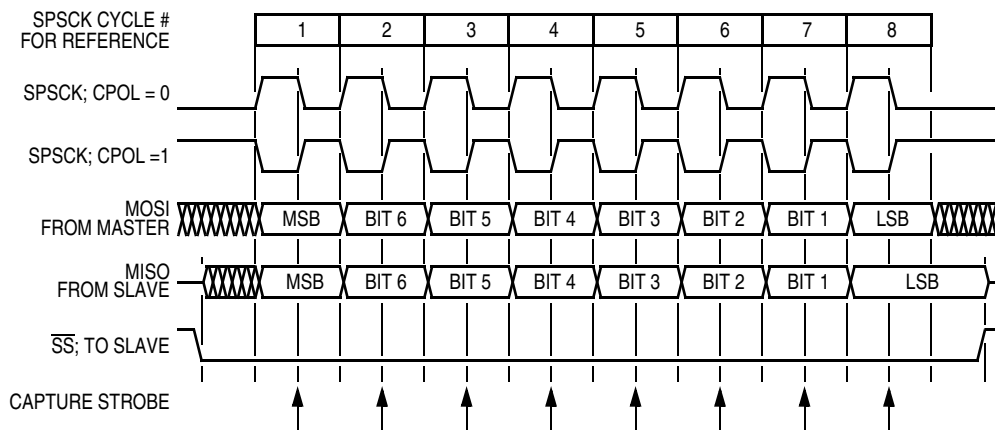 SPSCK CYCLE #
FOR REFERENCE
1 2 3 4 5 6 7 8
SPSCK; CPOL = 0
SPSCK; CPOL =1
MOSI
FROM MASTER
MSB BIT 6 BIT 5 BIT 4 BIT 3 BIT 2 BIT 1 LSB
MISO
FROM SLAVE
MSB BIT 6 BIT 5 BIT 4 BIT 3 BIT 2 BIT 1 LSB
SS; TO SLAVE
CAPTURE STROBE